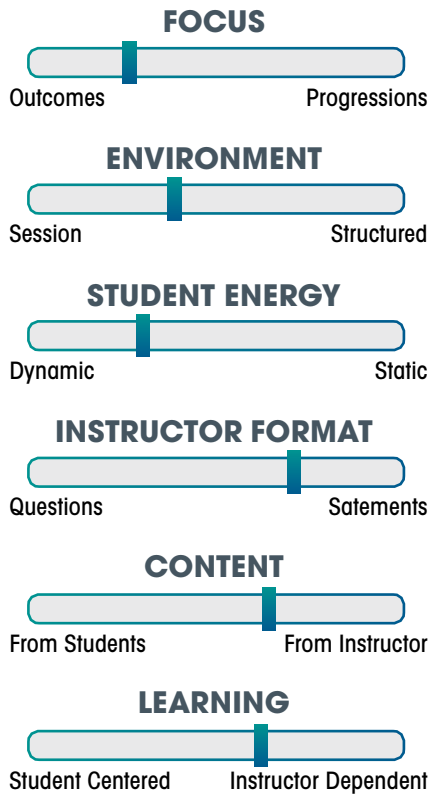 FOCUS
Outcomes Progressions
ENVIRONMENT
Session Structured
STUDENT ENERGY
Dynamic Static
INSTRUCTOR FORMAT
Questions Satements
CONTENT
From Students From Instructor
LEARNING
Student Centered Instructor Dependent